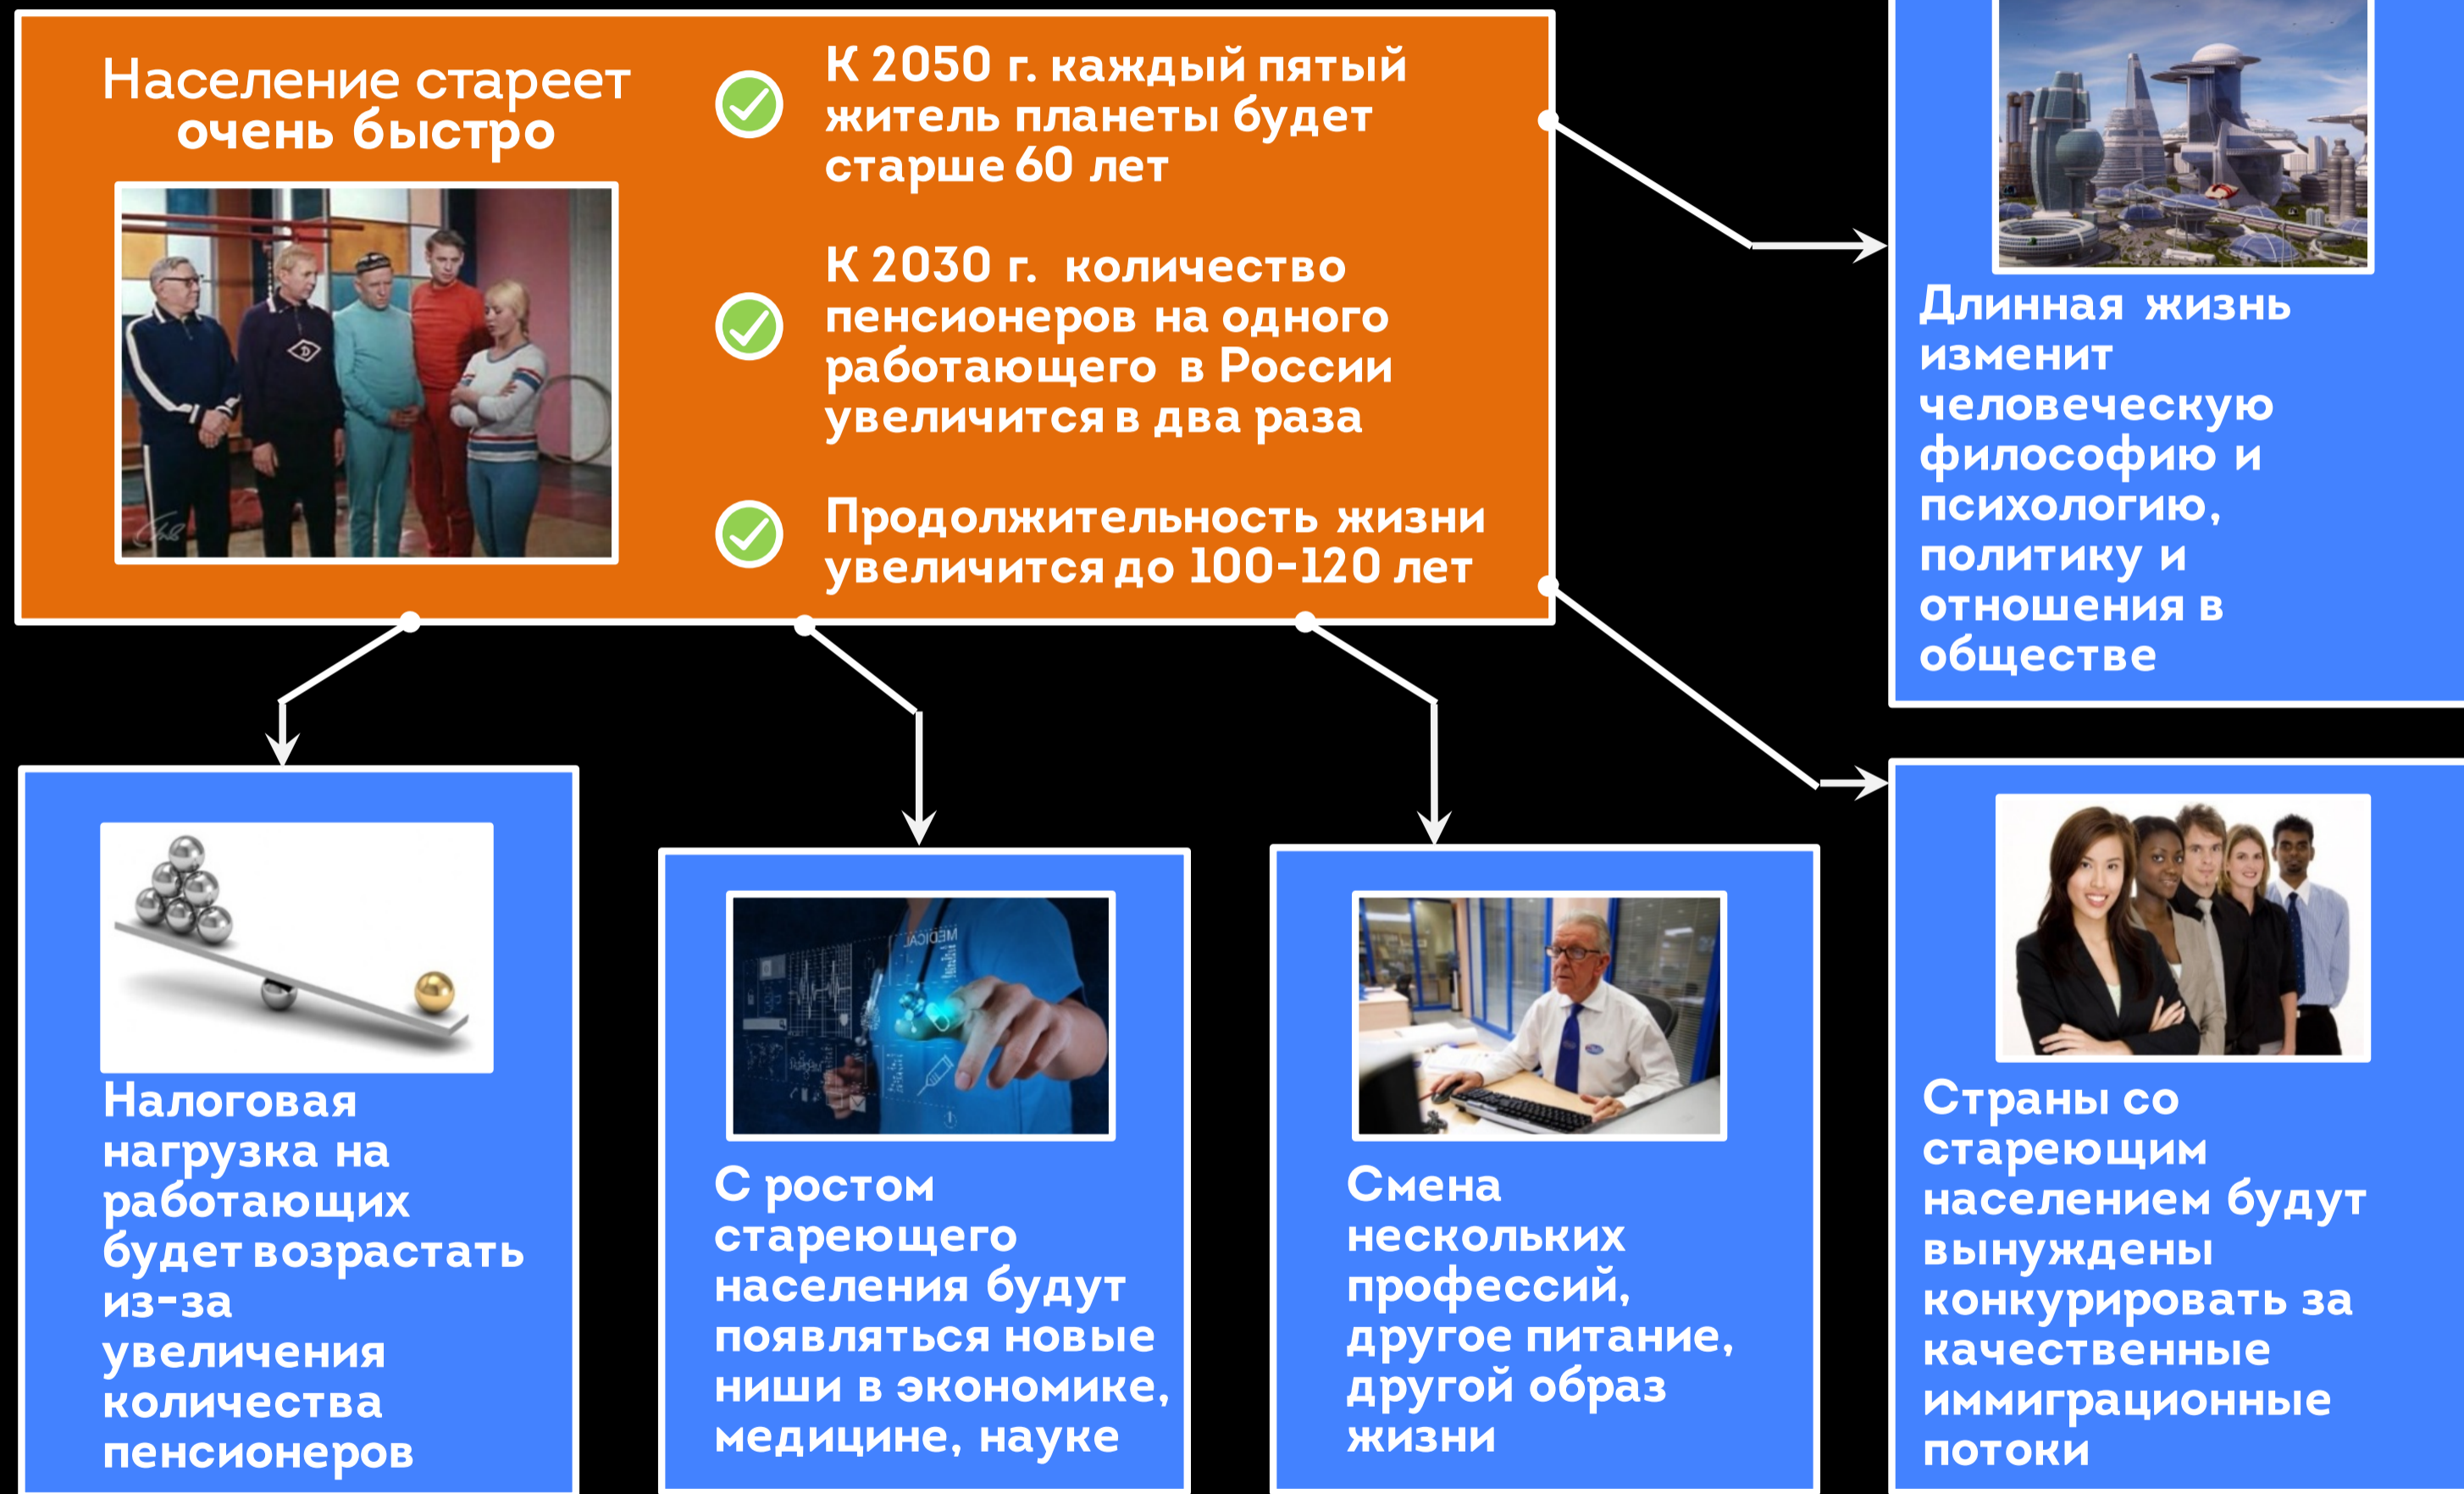 Население стареет
очень быстро
К 2050 г. каждый пятый
житель планеты будет
старше 60 лет
К 2030 г. количество
пенсионеров на одного
работающего в России
увеличится в два раза
Продолжительность жизни
увеличится до 100-120 лет
Длинная жизнь
изменит
человеческую
философию и
психологию,
политику и
отношения в
обществе
Налоговая
нагрузка на
работающих
будет возрастать
из-за
увеличения
количества
пенсионеров
MEDICAL
С ростом
стареющего
населения будут
появляться новые
ниши в экономике,
медицине, науке
Смена
нескольких
профессий,
другое питание,
другой образ
жизни
Страны со
стареющим
населением будут
вынуждены
конкурировать за
качественные
иммиграционные
потоки